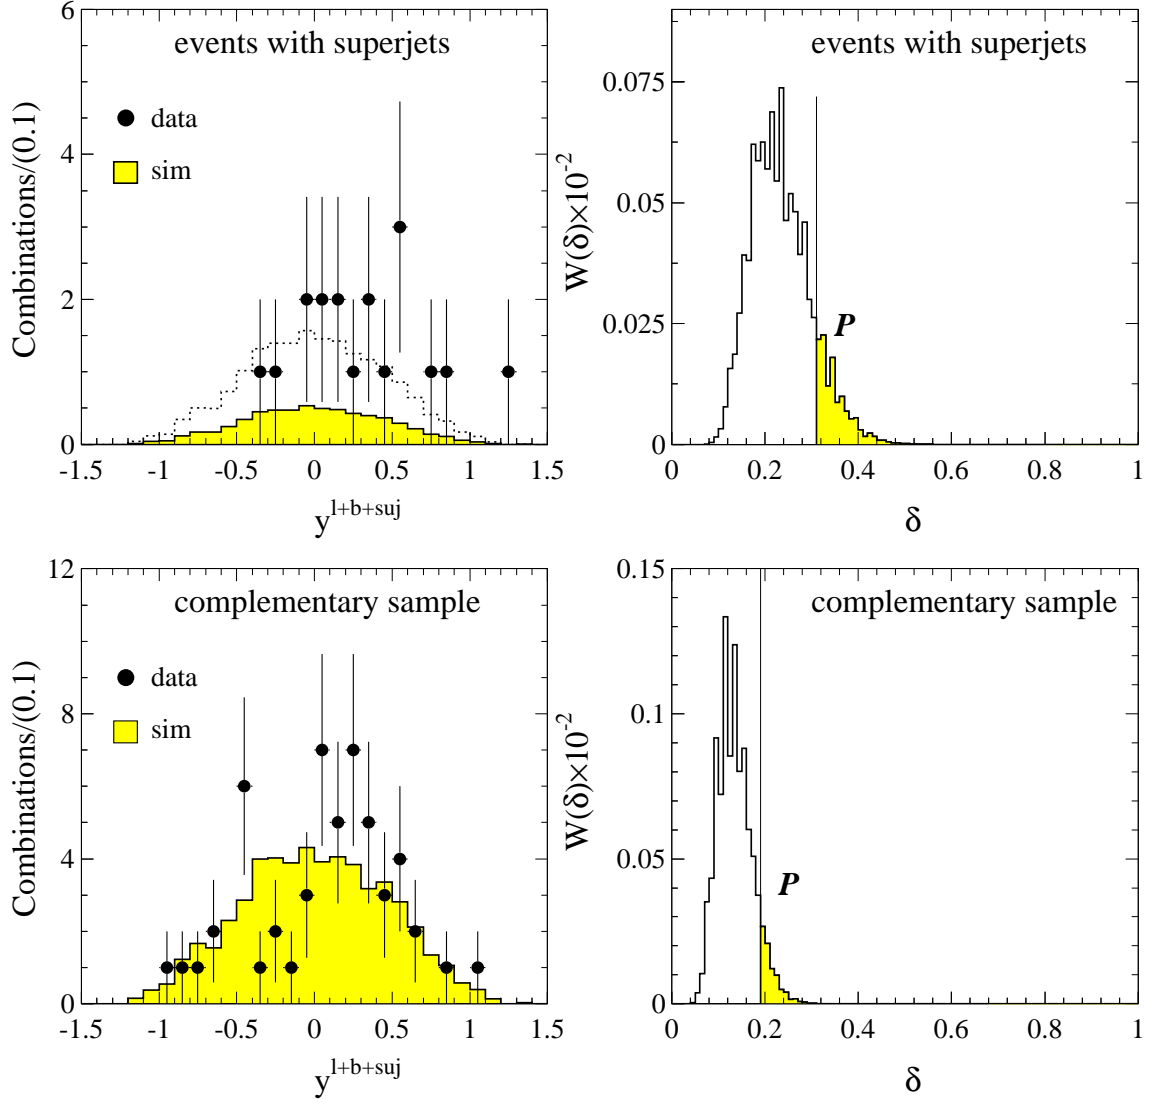 events with superjets
data
sim
Combinations/(0.1)
6
4
2
0
-1.5 -1 -0.5 0 0.5 1 1.5
y^{l+b+suj}
events with superjets
W(δ)×10^{-2}
0.075
0.05
0.025
0
P
0 0.2 0.4 0.6 0.8 1
δ
complementary sample
data
sim
Combinations/(0.1)
12
8
4
0
-1.5 -1 -0.5 0 0.5 1 1.5
y^{l+b+suj}
complementary sample
W(δ)×10^{-2}
0.15
0.1
0.05
0
P
0 0.2 0.4 0.6 0.8 1
δ